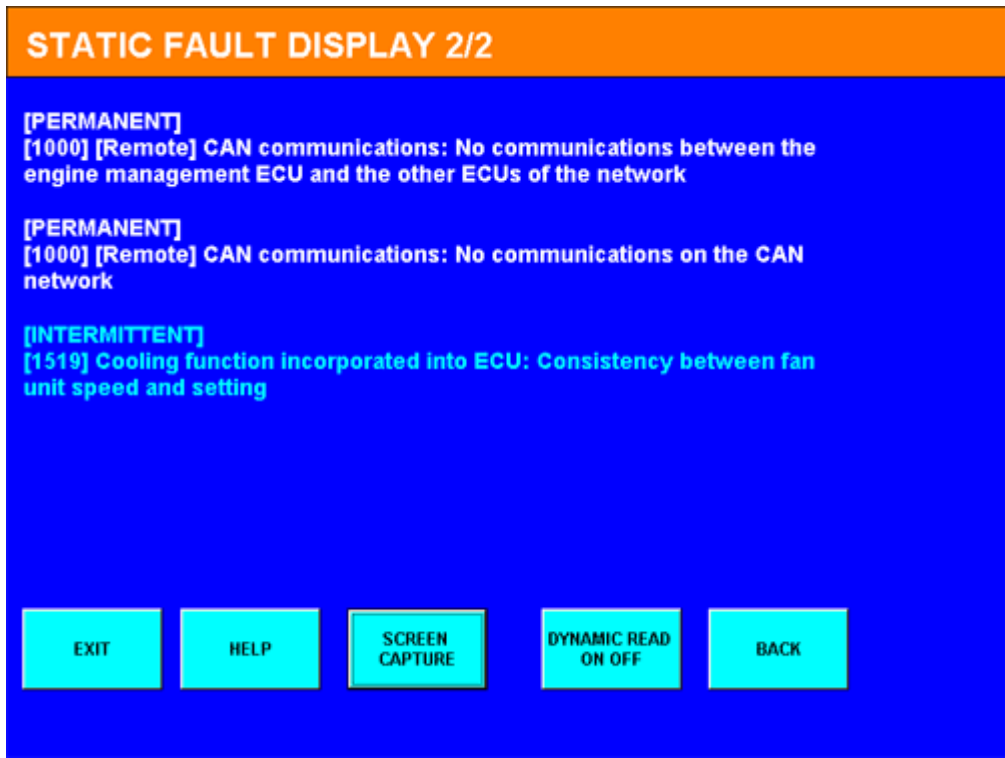 STATIC FAULT DISPLAY 2/2
[PERMANENT]
[1000] [Remote] CAN communications: No communications between the
engine management ECU and the other ECUs of the network
[PERMANENT]
[1000] [Remote] CAN communications: No communications on the CAN
network
[INTERMITTENT]
[1519] Cooling function incorporated into ECU: Consistency between fan
unit speed and setting
EXIT
HELP
SCREEN
CAPTURE
DYNAMIC READ
ON OFF
BACK